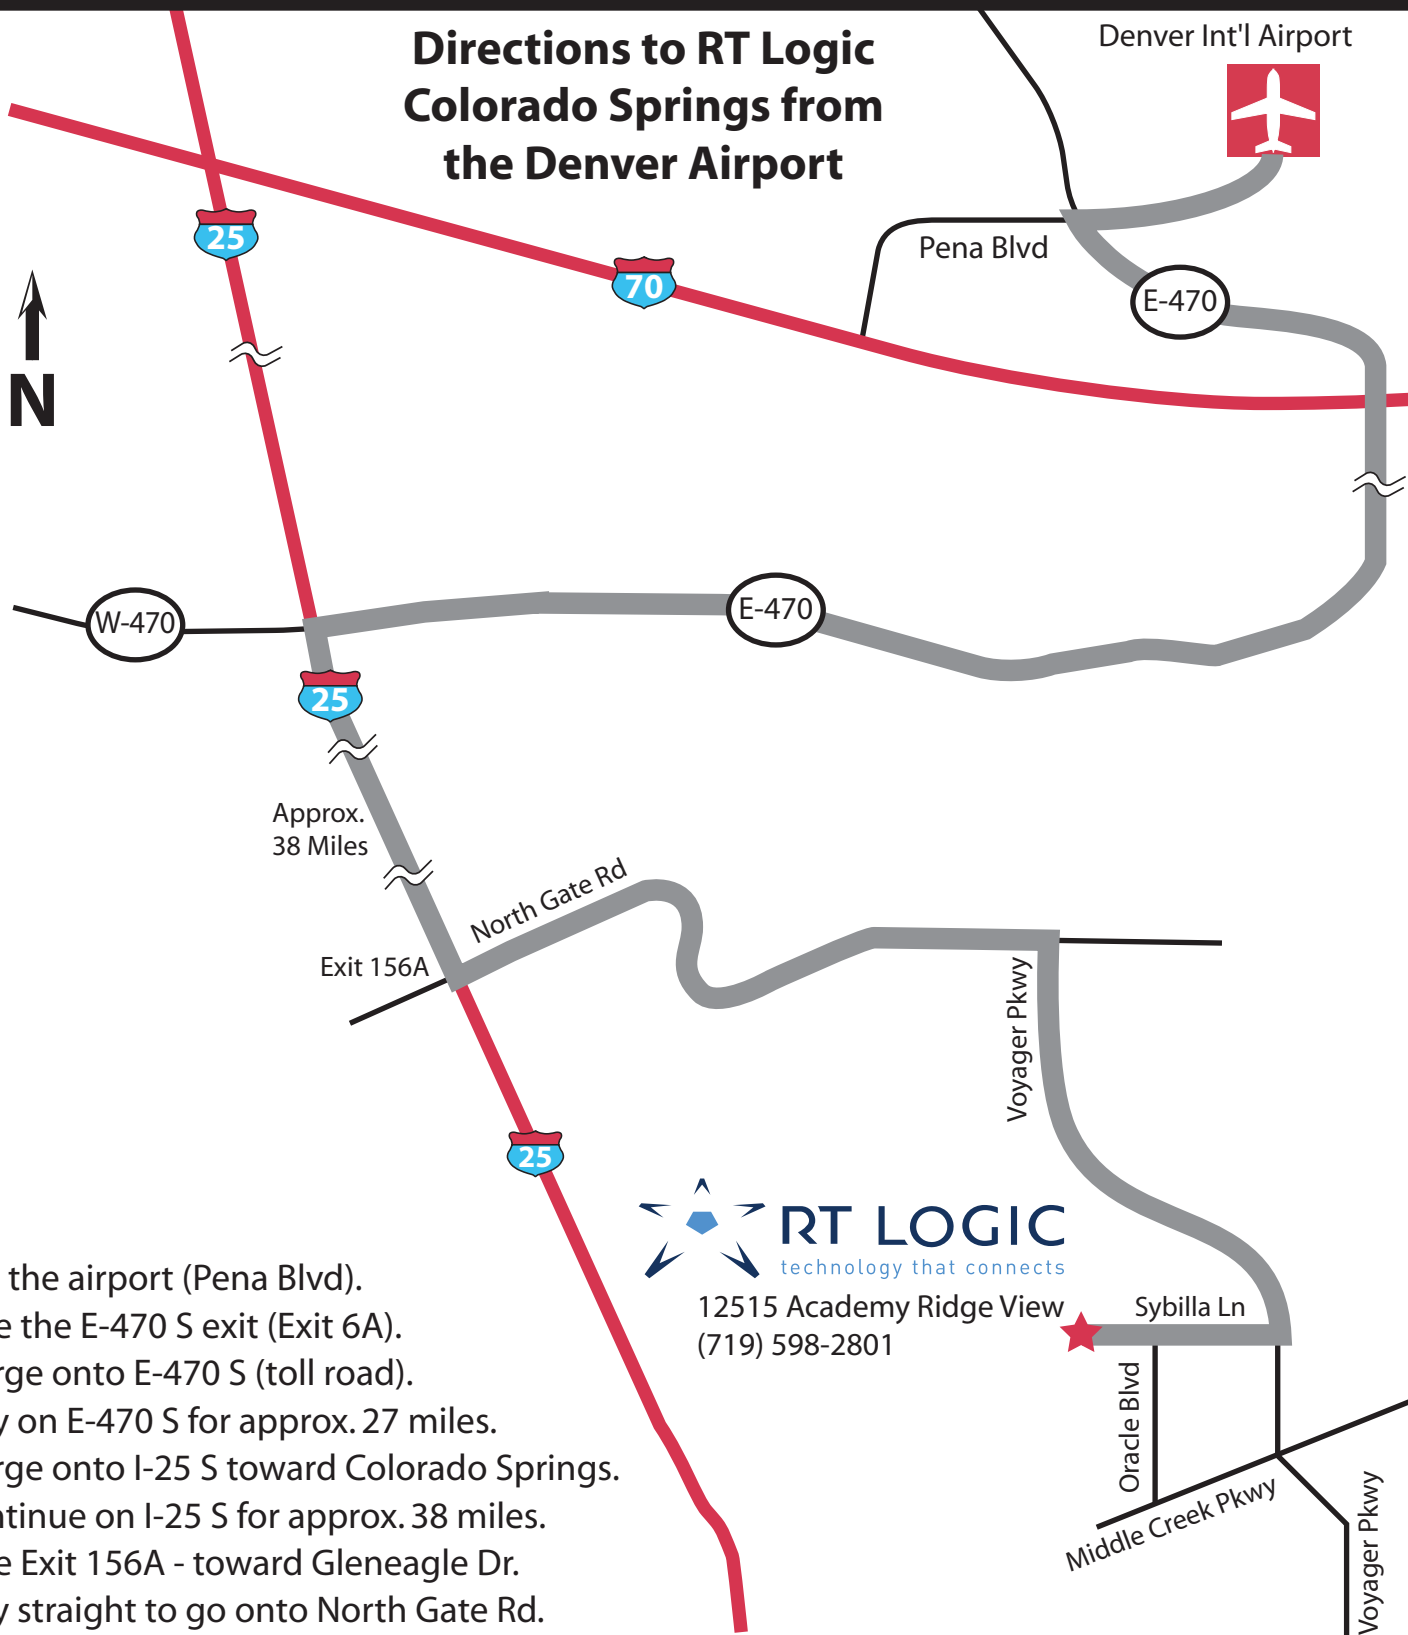 Directions to RT Logic
Colorado Springs from
the Denver Airport
Denver Int'l Airport
25
70
Pena Blvd
E-470
N
W-470
E-470
25
Approx.
38 Miles
North Gate Rd
Exit 156A
Voyager Pkwy
25
RT LOGIC
technology that connects
12515 Academy Ridge View
(719) 598-2801
Sybilla Ln
Oracle Blvd
Middle Creek Pkwy
Voyager Pkwy
the airport (Pena Blvd).
the E-470 S exit (Exit 6A).
onto E-470 S (toll road).
on E-470 S for approx. 27 miles.
onto I-25 S toward Colorado Springs.
on I-25 S for approx. 38 miles.
Exit 156A - toward Gleneagle Dr.
straight to go onto North Gate Rd.